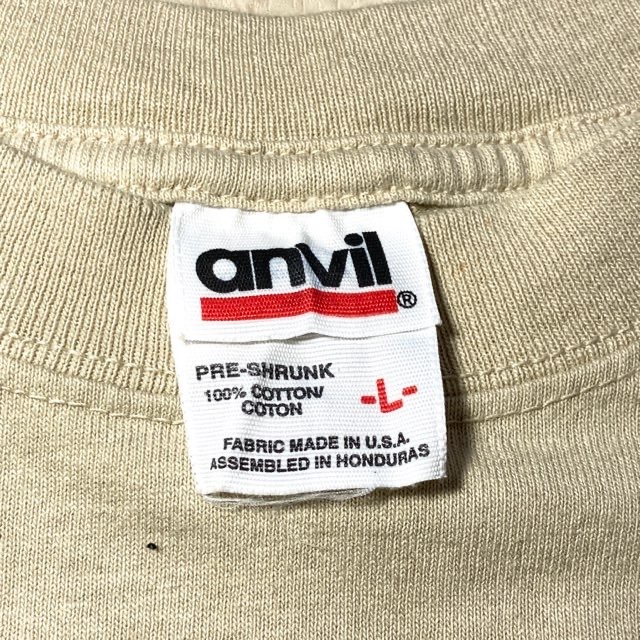 anvil
®
PRE-SHRUNK
100% COTTON/
COTON
-L-
FABRIC MADE IN U.S.A.
ASSEMBLED IN HONDURAS